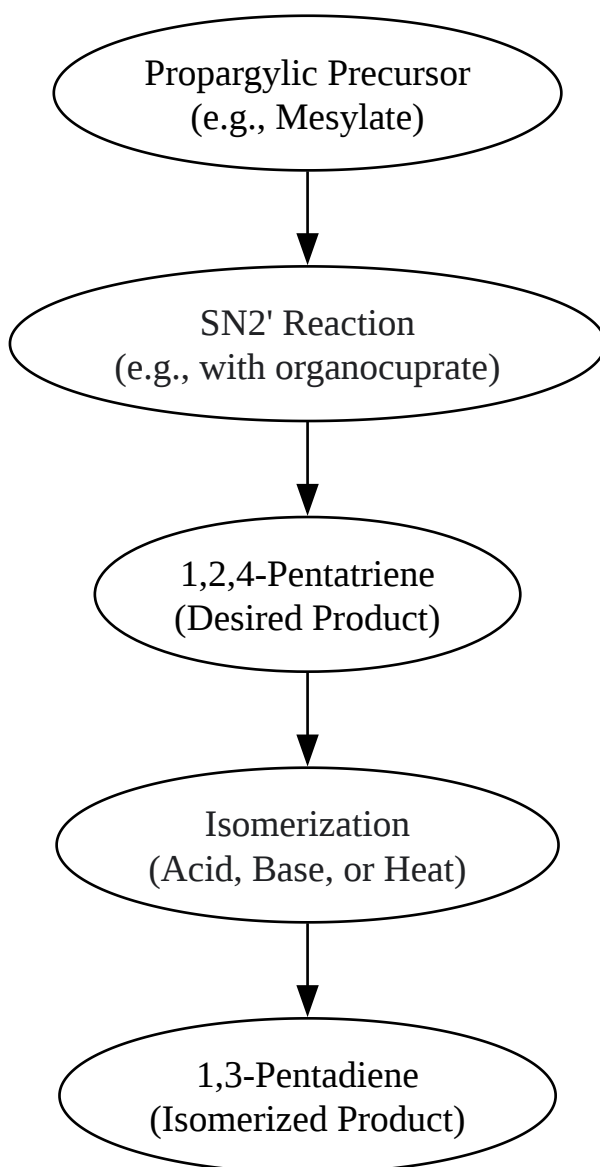 Propargylic Precursor
(e.g., Mesylate)
SN2' Reaction
(e.g., with organocuprate)
1,2,4-Pentatriene
(Desired Product)
Isomerization
(Acid, Base, or Heat)
1,3-Pentadiene
(Isomerized Product)